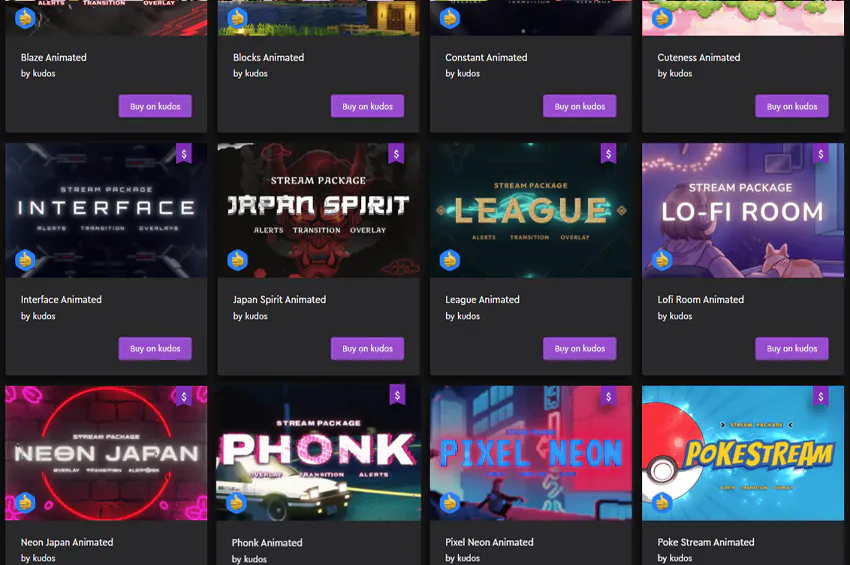 ALERTS TRANSITION OVERLAY
Blaze Animated
by kudos
Buy on kudos
Blocks Animated
by kudos
Buy on kudos
Constant Animated
by kudos
Buy on kudos
Cuteness Animated
by kudos
Buy on kudos
$
STREAM PACKAGE
INTERFACE
ALERTS TRANSITION OVERLAYS
Interface Animated
by kudos
Buy on kudos
$
STREAM PACKAGE
JAPAN SPIRIT
ALERTS TRANSITION OVERLAY
Japan Spirit Animated
by kudos
Buy on kudos
$
STREAM PACKAGE
LEAGUE
ALERTS TRANSITION OVERLAY
League Animated
by kudos
Buy on kudos
$
STREAM PACKAGE
LO-FI ROOM
Lofi Room Animated
by kudos
Buy on kudos
$
STREAM PACKAGE
NEON JAPAN
OVERLAY TRANSITION
Neon Japan Animated
by kudos
$
STREAM PACKAGE
PHONK
OVERLAY TRANSITION ALERTS
Phonk Animated
by kudos
$
PIXEL NEON
Pixel Neon Animated
by kudos
$
STREAM PACKAGE
POKESTREAM
ALERTS TRANSITION OVERLAY
Poke Stream Animated
by kudos